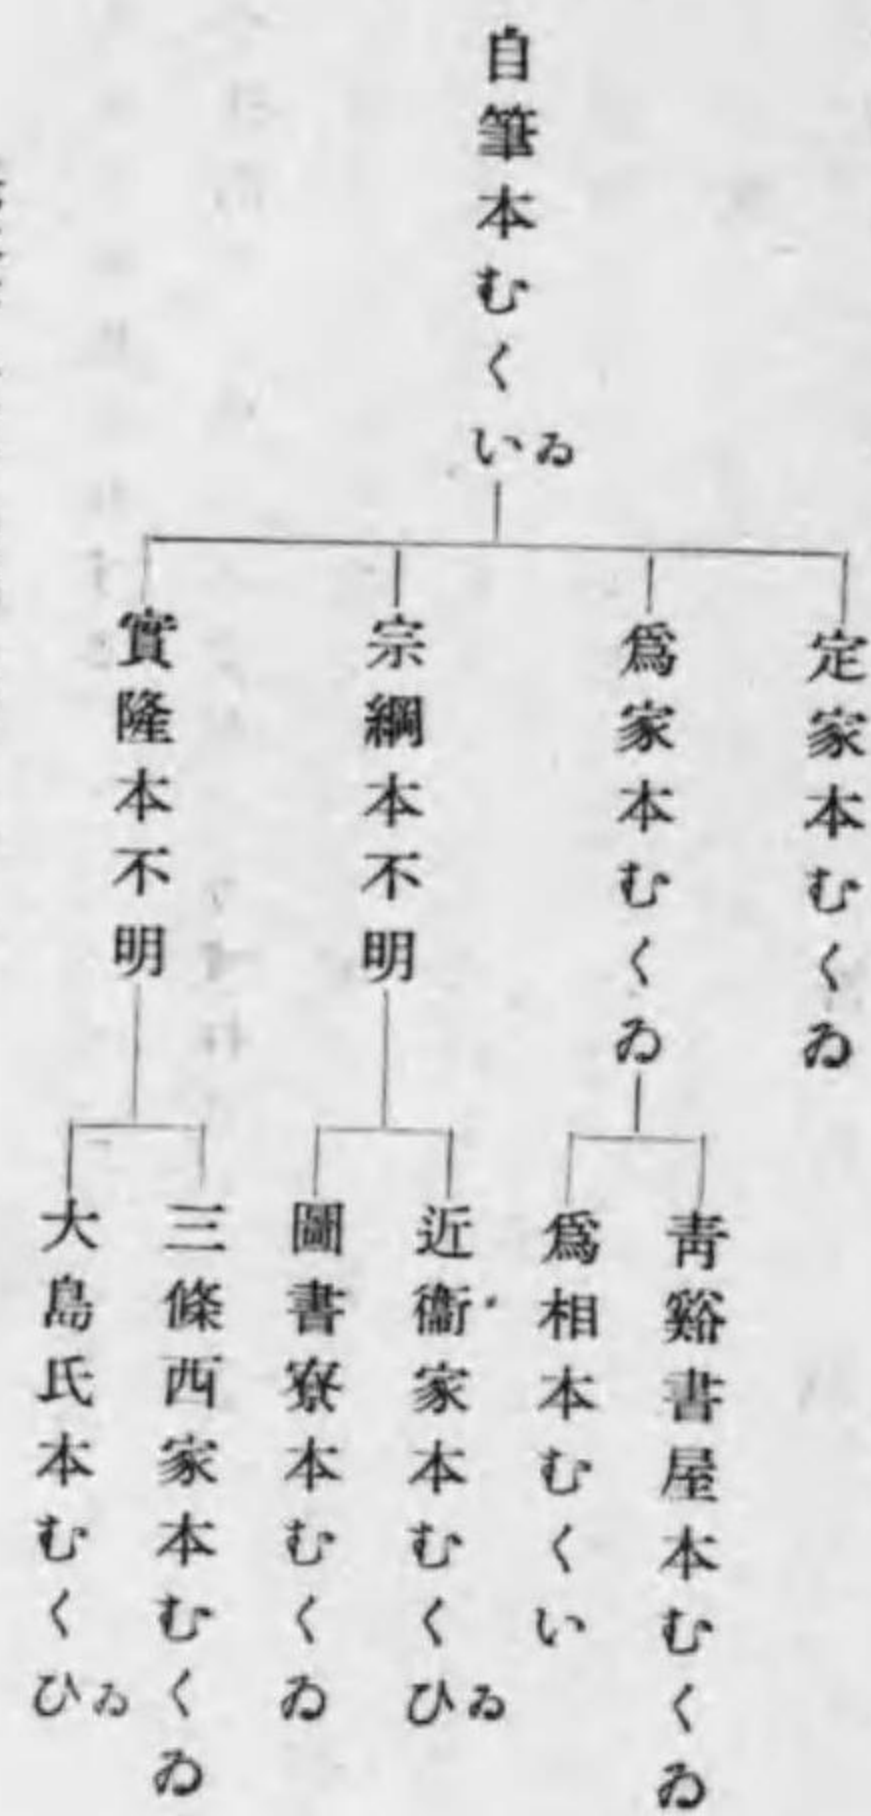 自筆本むくいゐ
定家本むくゐ
爲家本むくゐ
宗綱本不明
實隆本不明
靑谿書屋本むくゐ
爲相本むくい
近衞家本むくひゐ
圖書寮本むくゐ
三條西家本むくゐ
大島氏本むくひゐ